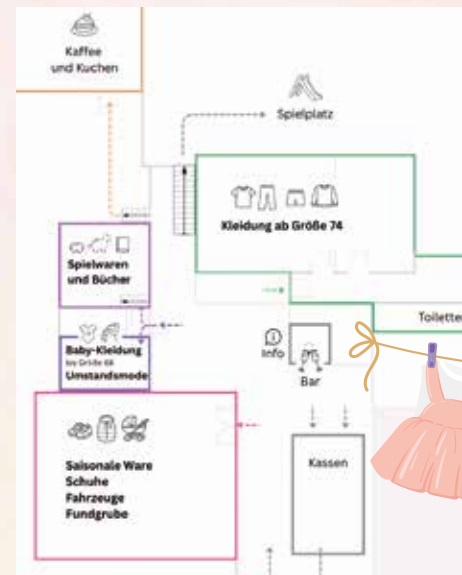 Kaffee
und Kuchen
Spielplatz
Kleidung ab Größe 74
Spielwaren
und Bücher
Toiletten
Info
Bar
Baby-Kleidung
bis Größe 68
Umstandsmode
Kassen
Saisonale Ware
Schuhe
Fahrzeuge
Fundgrube